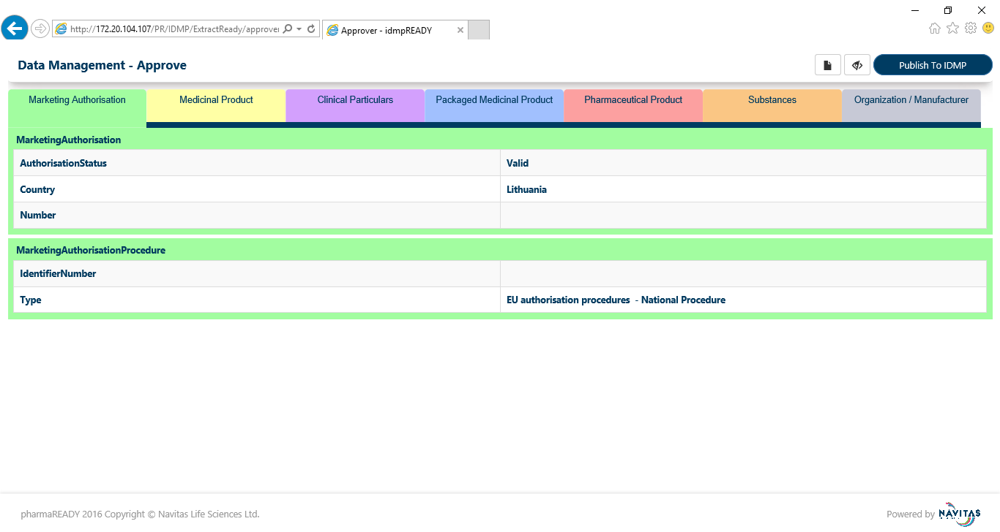 http://172.20.104.107/PR/IDMP/ExtractReady/approver
Approver - idmpREADY
Data Management - Approve
Publish To IDMP
Marketing Authorisation
Medicinal Product
Clinical Particulars
Packaged Medicinal Product
Pharmaceutical Product
Substances
Organization / Manufacturer
MarketingAuthorisation
AuthorisationStatus Valid
Country Lithuania
Number
MarketingAuthorisationProcedure
IdentifierNumber
Type EU authorisation procedures - National Procedure
pharmaREADY 2016 Copyright © Navitas Life Sciences Ltd.
Powered by NAVITAS